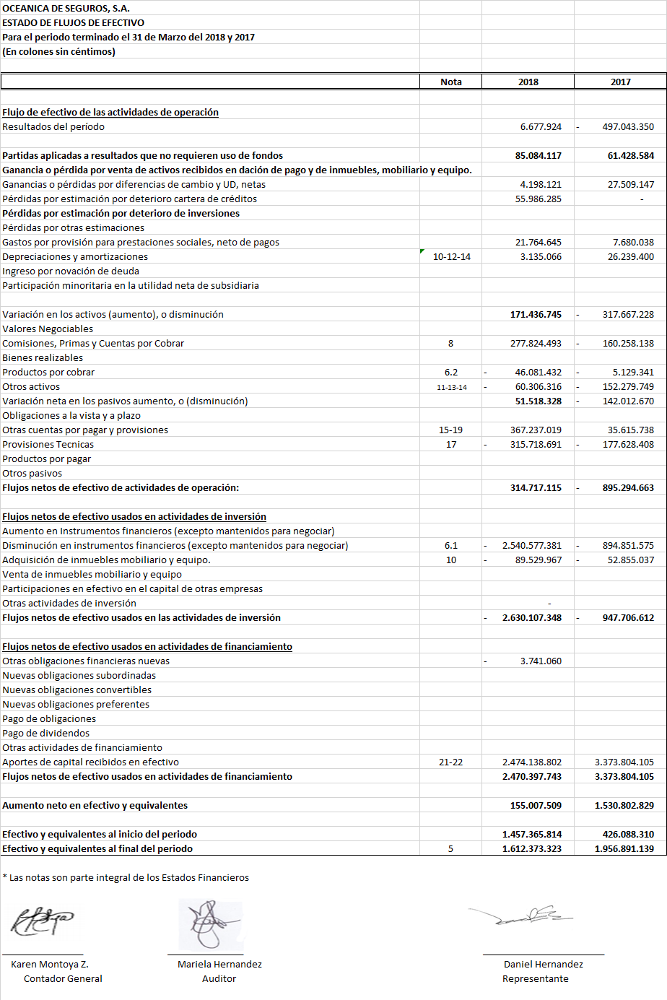 OCEANICA DE SEGUROS, S.A.
ESTADO DE FLUJOS DE EFECTIVO
Para el periodo terminado el 31 de Marzo del 2018 y 2017
(En colones sin céntimos)
Nota 2018 2017
Flujo de efectivo de las actividades de operación
Resultados del período 6.677.924 - 497.043.350
Partidas aplicadas a resultados que no requieren uso de fondos 85.084.117 61.428.584
Ganancia o pérdida por venta de activos recibidos en dación de pago y de inmuebles, mobiliario y equipo.
Ganancias o pérdidas por diferencias de cambio y UD, netas 4.198.121 27.509.147
Pérdidas por estimación por deterioro cartera de créditos 55.986.285 -
Pérdidas por estimación por deterioro de inversiones
Pérdidas por otras estimaciones
Gastos por provisión para prestaciones sociales, neto de pagos 21.764.645 7.680.038
Depreciaciones y amortizaciones 10-12-14 3.135.066 26.239.400
Ingreso por novación de deuda
Participación minoritaria en la utilidad neta de subsidiaria
Variación en los activos (aumento), o disminución 171.436.745 - 317.667.228
Valores Negociables
Comisiones, Primas y Cuentas por Cobrar 8 277.824.493 - 160.258.138
Bienes realizables
Productos por cobrar 6.2 - 46.081.432 - 5.129.341
Otros activos 11-13-14 - 60.306.316 - 152.279.749
Variación neta en los pasivos aumento, o (disminución) 51.518.328 - 142.012.670
Obligaciones a la vista y a plazo
Otras cuentas por pagar y provisiones 15-19 367.237.019 35.615.738
Provisiones Tecnicas 17 - 315.718.691 - 177.628.408
Productos por pagar
Otros pasivos
Flujos netos de efectivo de actividades de operación: 314.717.115 - 895.294.663
Flujos netos de efectivo usados en actividades de inversión
Aumento en Instrumentos financieros (excepto mantenidos para negociar)
Disminución en instrumentos financieros (excepto mantenidos para negociar) 6.1 - 2.540.577.381 - 894.851.575
Adquisición de inmuebles mobiliario y equipo. 10 - 89.529.967 - 52.855.037
Venta de inmuebles mobiliario y equipo
Participaciones en efectivo en el capital de otras empresas
Otras actividades de inversión -
Flujos netos de efectivo usados en las actividades de inversión - 2.630.107.348 - 947.706.612
Flujos netos de efectivo usados en actividades de financiamiento
Otras obligaciones financieras nuevas - 3.741.060
Nuevas obligaciones subordinadas
Nuevas obligaciones convertibles
Nuevas obligaciones preferentes
Pago de obligaciones
Pago de dividendos
Otras actividades de financiamiento
Aportes de capital recibidos en efectivo 21-22 2.474.138.802 3.373.804.105
Flujos netos de efectivo usados en actividades de financiamiento 2.470.397.743 3.373.804.105
Aumento neto en efectivo y equivalentes 155.007.509 1.530.802.829
Efectivo y equivalentes al inicio del periodo 1.457.365.814 426.088.310
Efectivo y equivalentes al final del periodo 5 1.612.373.323 1.956.891.139
* Las notas son parte integral de los Estados Financieros
Karen Montoya Z. Mariela Hernandez Daniel Hernandez
Contador General Auditor Representante